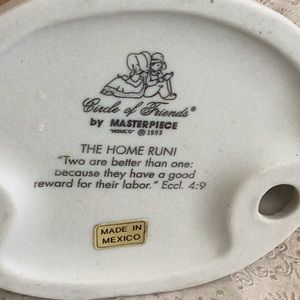 Circle of Friends®
by MASTERPIECE
"HOMCO" ® 1993
THE HOME RUN!
"Two are better than one:
because they have a good
reward for their labor." Eccl. 4:9
MADE IN
MEXICO